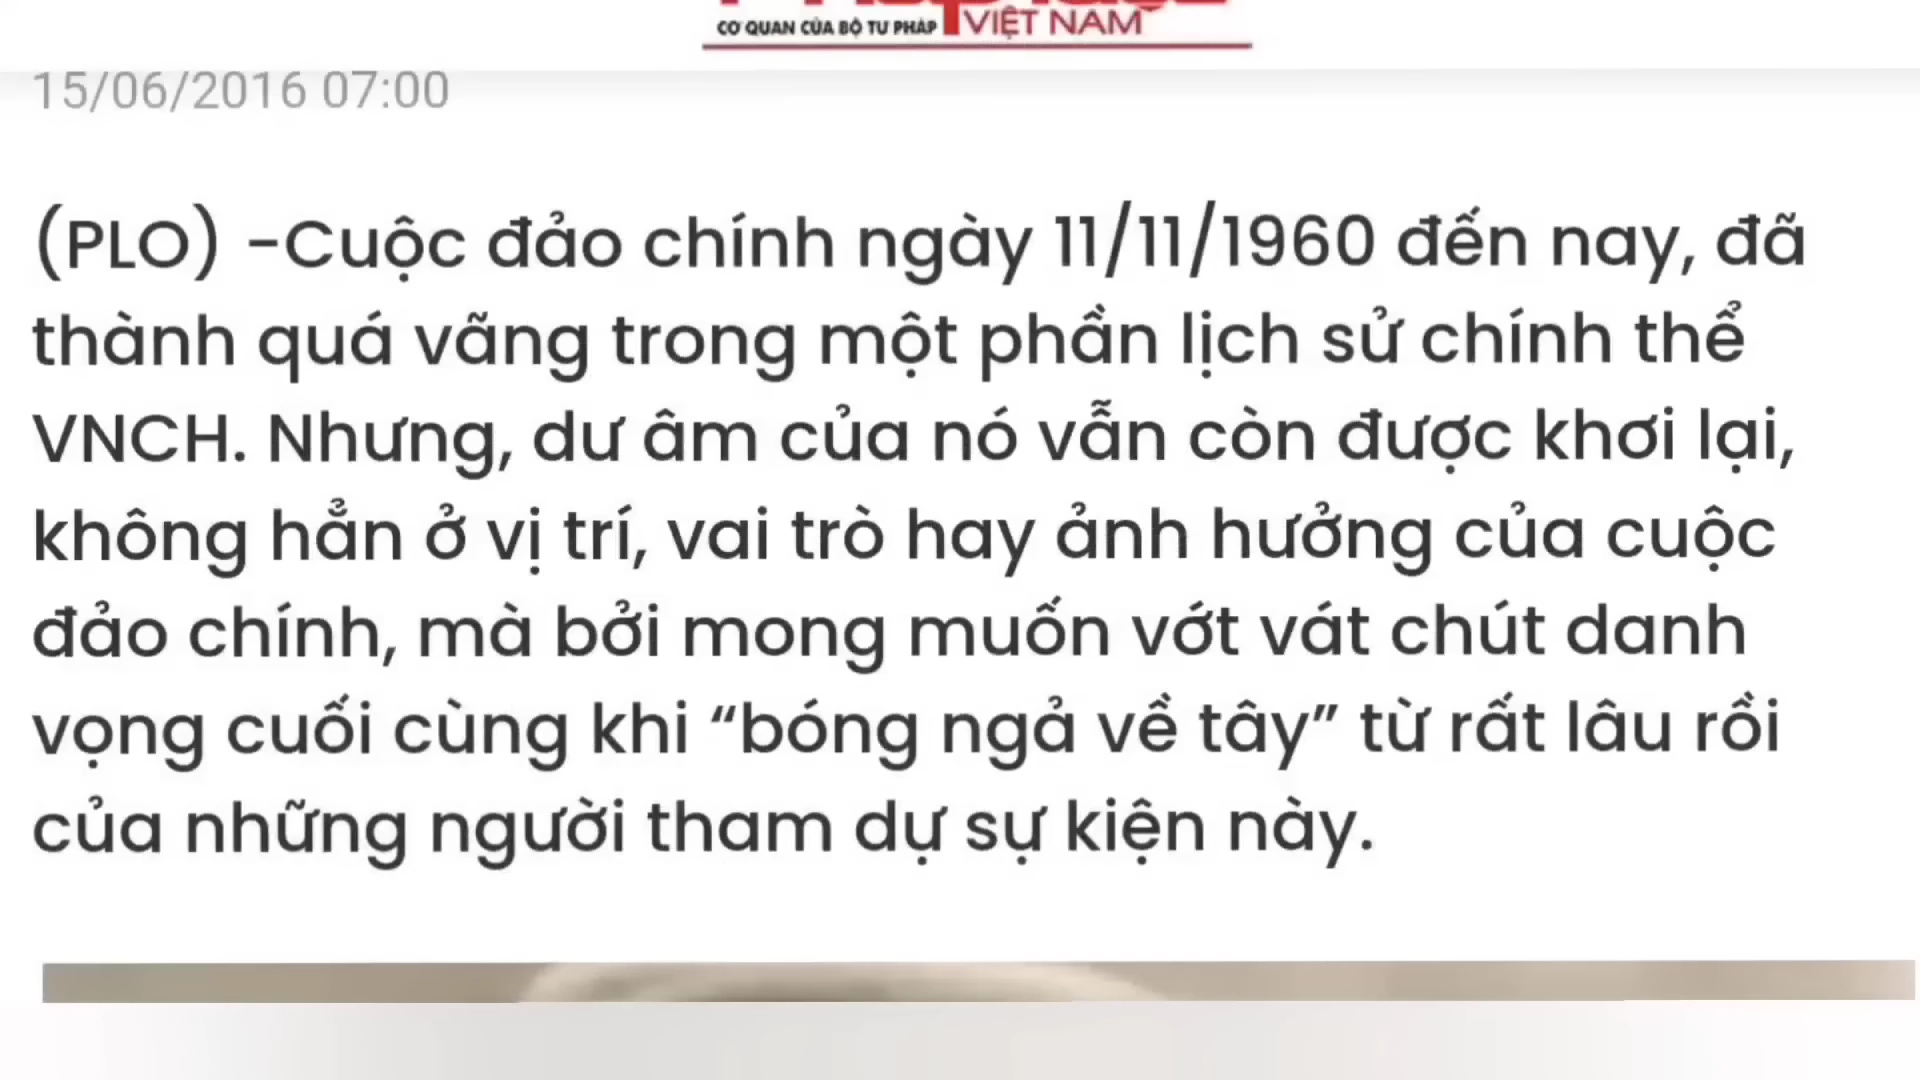 CƠ QUAN CỦA BỘ TƯ PHÁP VIỆT NAM
15/06/2016 07:00
(PLO) -Cuộc đảo chính ngày 11/11/1960 đến nay, đã
thành quá vãng trong một phần lịch sử chính thể
VNCH. Nhưng, dư âm của nó vẫn còn được khơi lại,
không hẳn ở vị trí, vai trò hay ảnh hưởng của cuộc
đảo chính, mà bởi mong muốn vớt vát chút danh
vọng cuối cùng khi “bóng ngả về tây” từ rất lâu rồi
của những người tham dự sự kiện này.